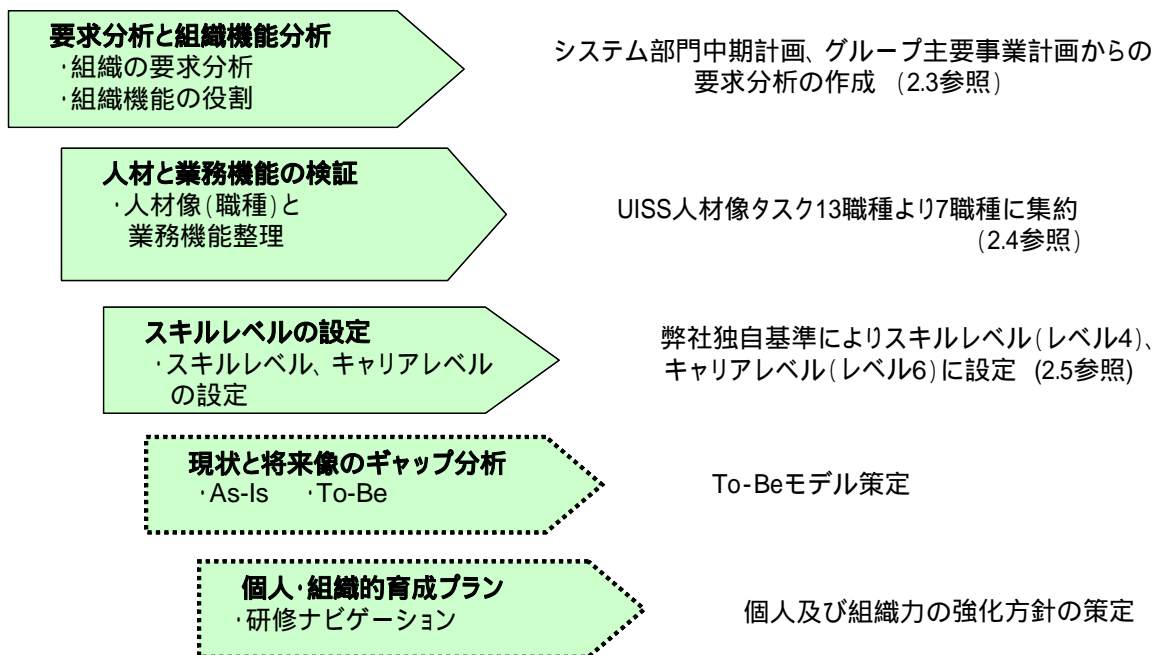 要求分析と組織機能分析
・組織の要求分析
・組織機能の役割
システム部門中期計画、グループ主要事業計画からの
要求分析の作成 (2.3参照)
人材と業務機能の検証
・人材像(職種)と
業務機能整理
UISS人材像タスク13職種より7職種に集約
(2.4参照)
スキルレベルの設定
・スキルレベル、キャリアレベル
の設定
弊社独自基準によりスキルレベル(レベル4)、
キャリアレベル(レベル6)に設定 (2.5参照)
現状と将来像のギャップ分析
・As-Is ・To-Be
To-Beモデル策定
個人・組織的育成プラン
・研修ナビゲーション
個人及び組織力の強化方針の策定